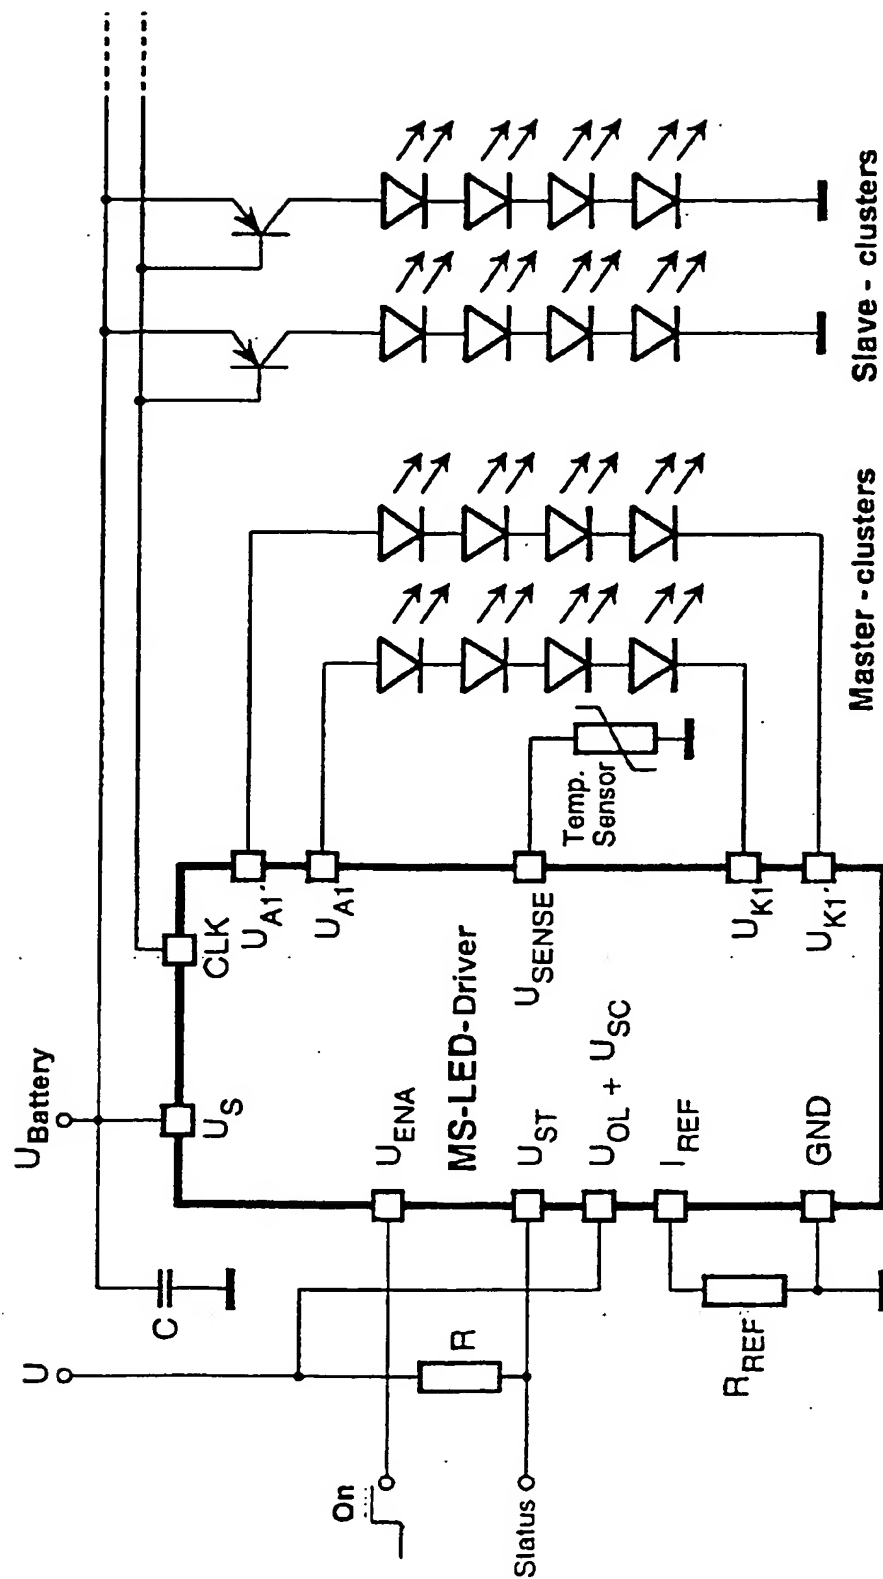 U_Battery
U
C
On
Status
R
R_REF
U_S
CLK
U_ENA
MS-LED-Driver
U_ST
U_OL + U_SC
I_REF
GND
U_A1'
U_A1
U_SENSE
U_K1
U_K1'
Temp.
Sensor
Master-clusters
Slave-clusters